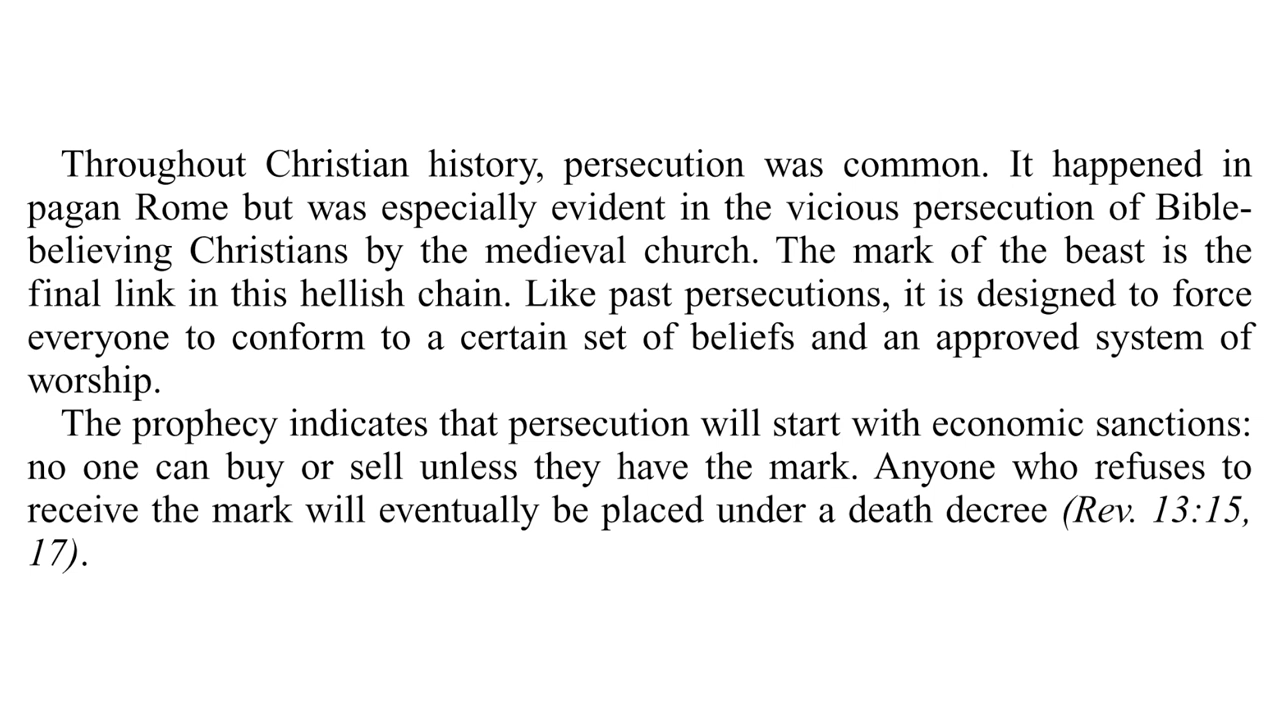 Throughout Christian history, persecution was common. It happened in
pagan Rome but was especially evident in the vicious persecution of Bible-
believing Christians by the medieval church. The mark of the beast is the
final link in this hellish chain. Like past persecutions, it is designed to force
everyone to conform to a certain set of beliefs and an approved system of
worship.
The prophecy indicates that persecution will start with economic sanctions:
no one can buy or sell unless they have the mark. Anyone who refuses to
receive the mark will eventually be placed under a death decree (Rev. 13:15,
17).